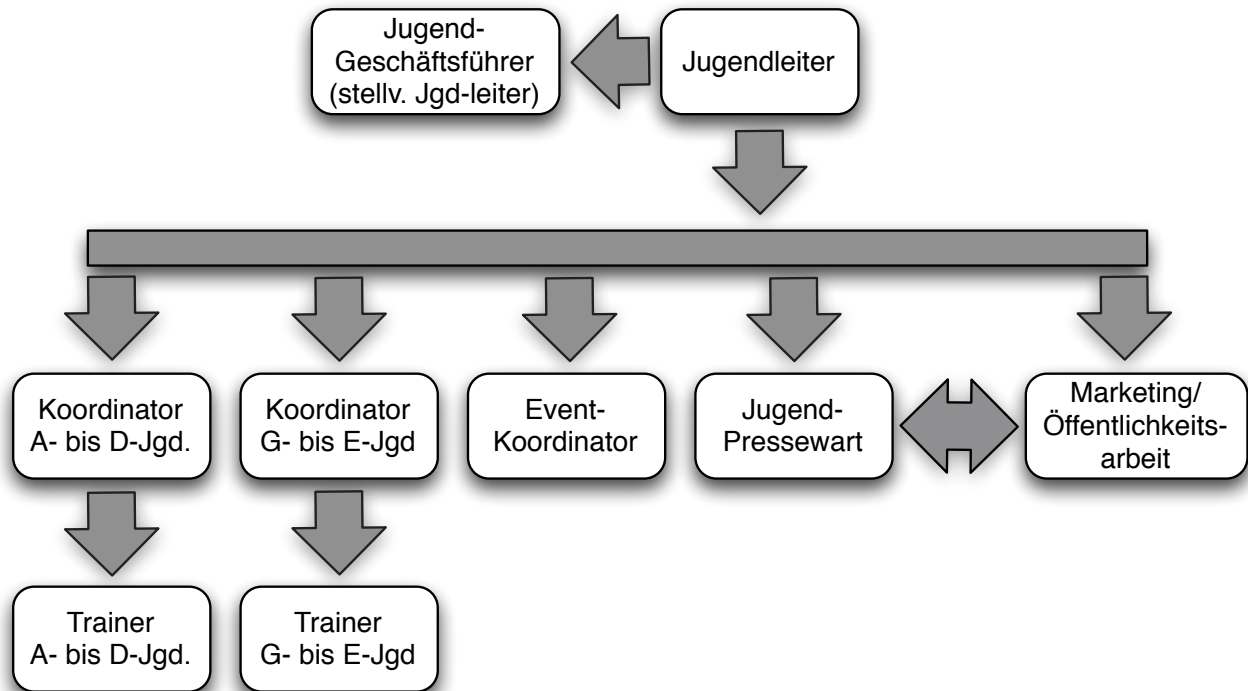 Jugend-
Geschäftsführer
(stellv. Jgd-leiter)
Jugendleiter
Koordinator
A- bis D-Jgd.
Koordinator
G- bis E-Jgd
Event-
Koordinator
Jugend-
Pressewart
Marketing/
Öffentlichkeits-
arbeit
Trainer
A- bis D-Jgd.
Trainer
G- bis E-Jgd